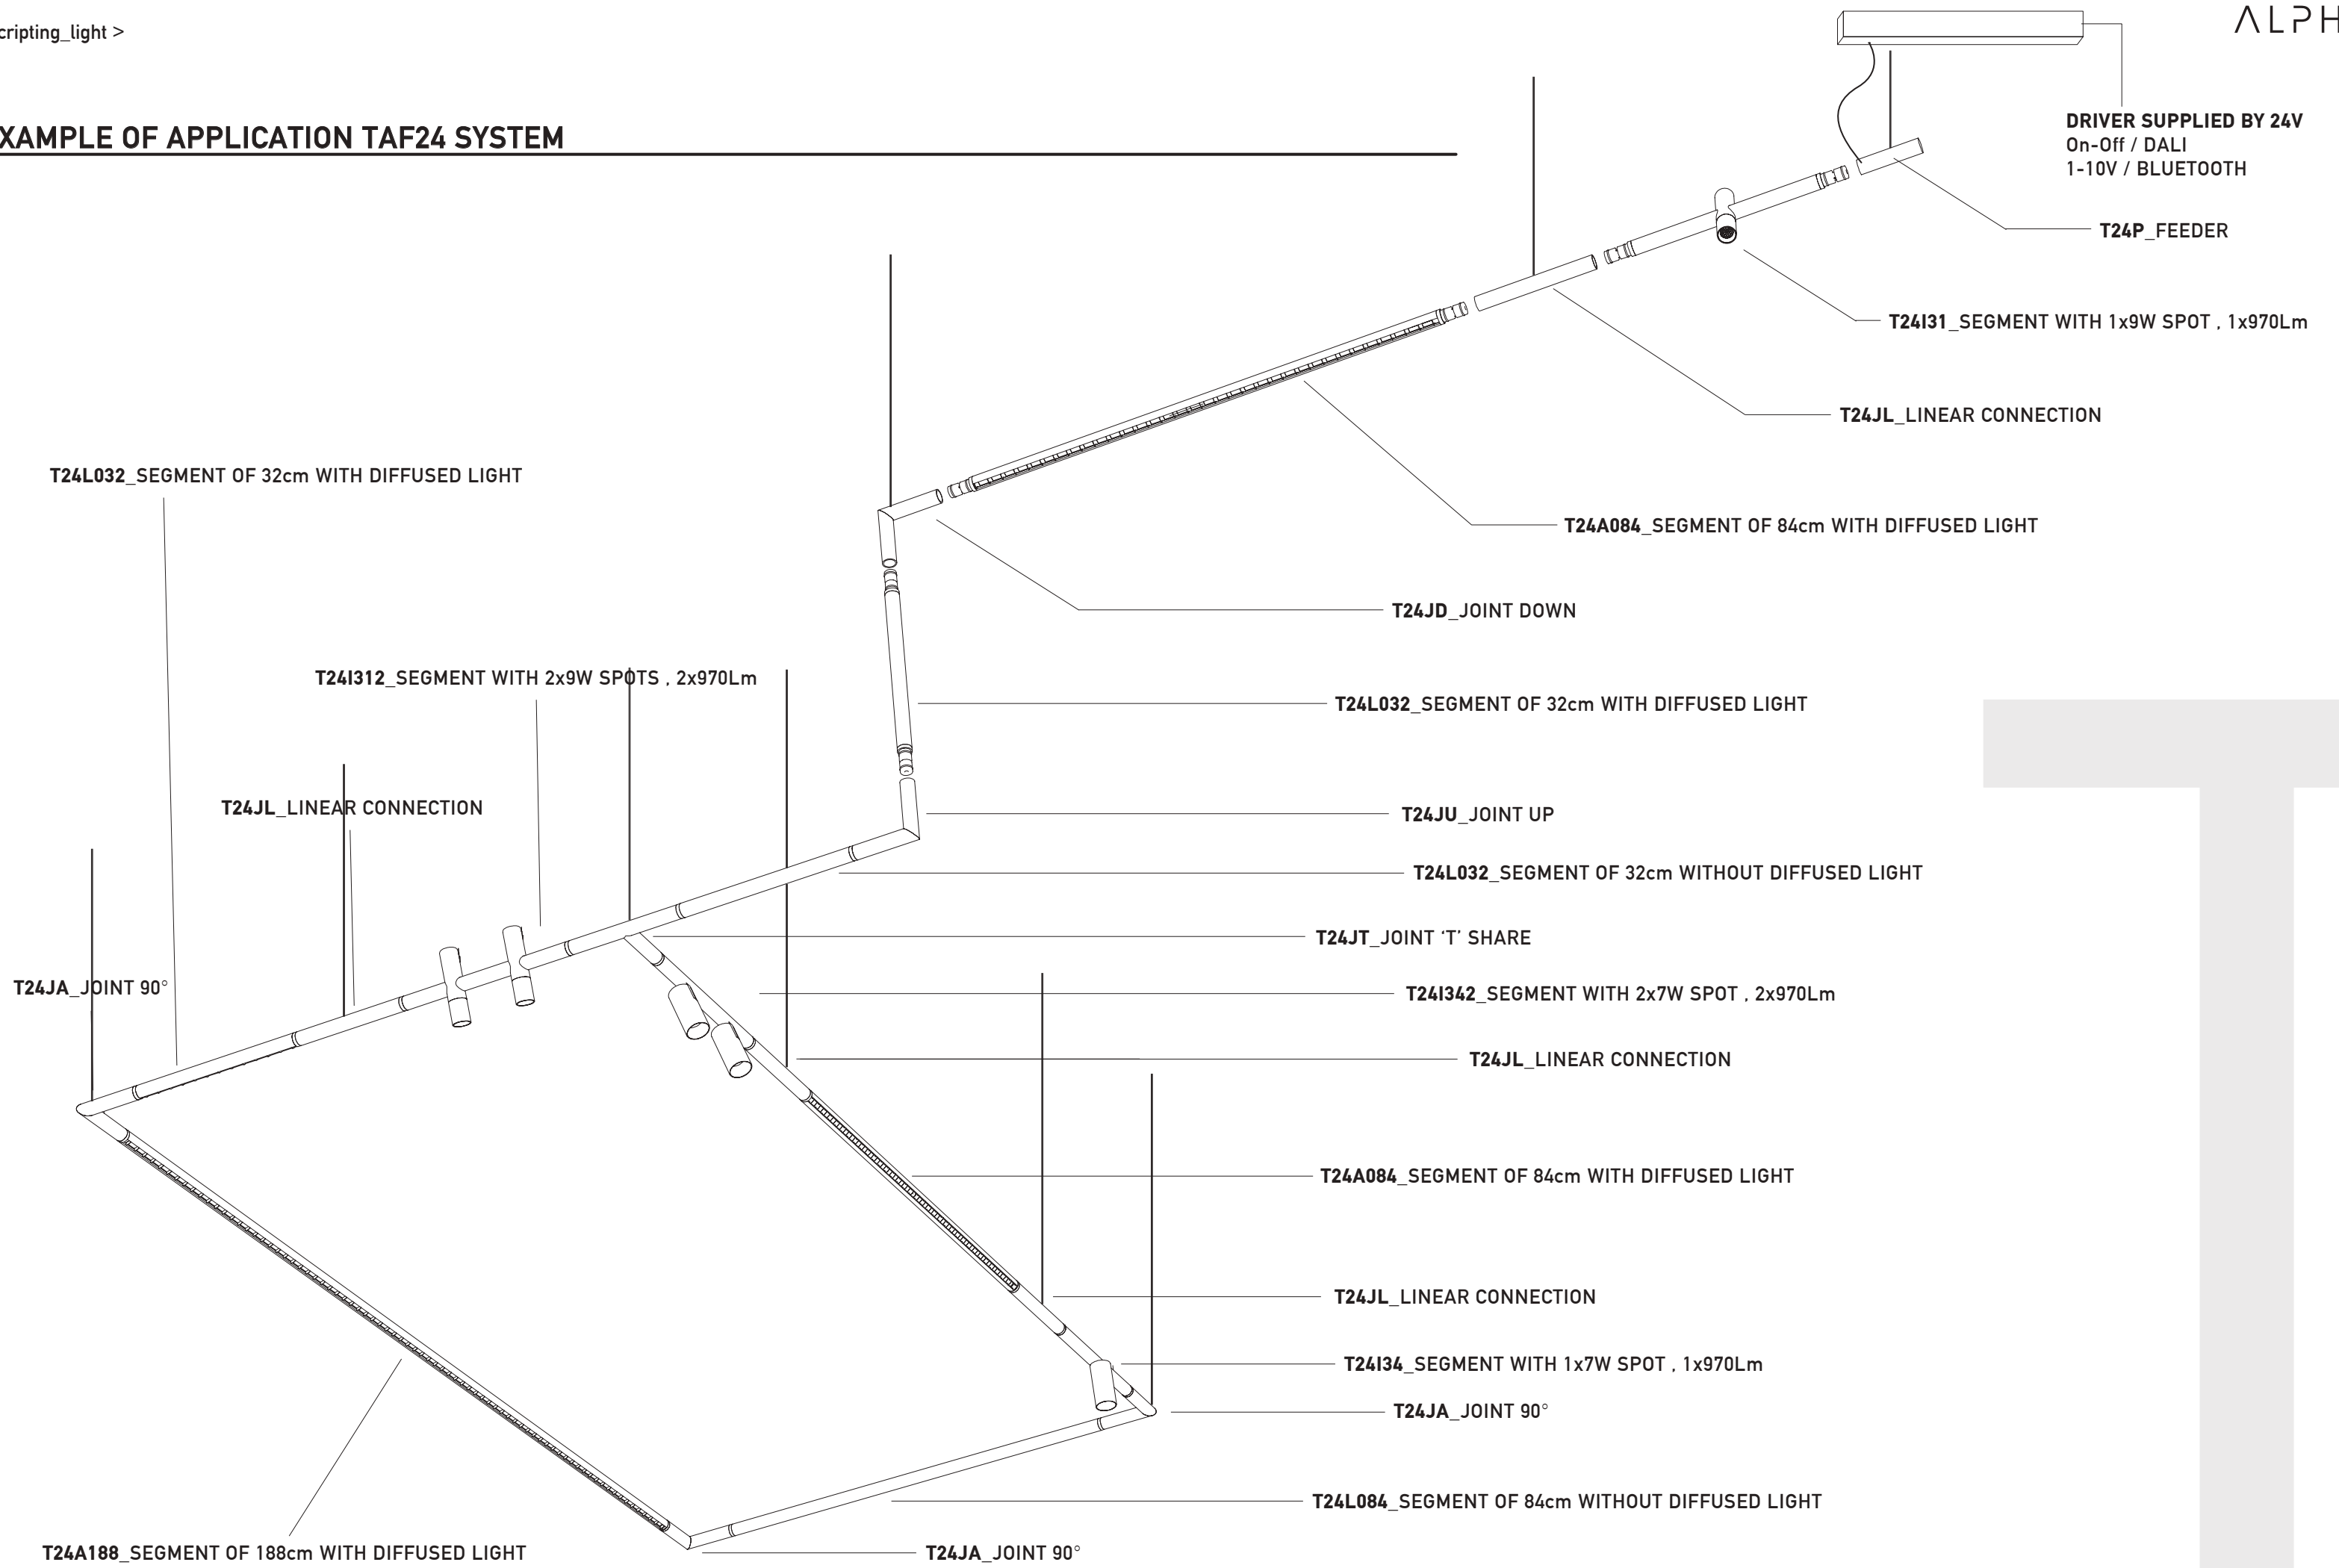 cripting_light >
ALPH
XAMPLE OF APPLICATION TAF24 SYSTEM
DRIVER SUPPLIED BY 24V
On-Off / DALI
1-10V / BLUETOOTH
T24P_FEEDER
T24I31_SEGMENT WITH 1x9W SPOT , 1x970Lm
T24JL_LINEAR CONNECTION
T24L032_SEGMENT OF 32cm WITH DIFFUSED LIGHT
T24A084_SEGMENT OF 84cm WITH DIFFUSED LIGHT
T24JD_JOINT DOWN
T24I312_SEGMENT WITH 2x9W SPOTS , 2x970Lm
T24L032_SEGMENT OF 32cm WITH DIFFUSED LIGHT
T24JL_LINEAR CONNECTION
T24JU_JOINT UP
T24L032_SEGMENT OF 32cm WITHOUT DIFFUSED LIGHT
T24JT_JOINT ‘T’ SHARE
T24JA_JOINT 90°
T24I342_SEGMENT WITH 2x7W SPOT , 2x970Lm
T24JL_LINEAR CONNECTION
T24A084_SEGMENT OF 84cm WITH DIFFUSED LIGHT
T24JL_LINEAR CONNECTION
T24I34_SEGMENT WITH 1x7W SPOT , 1x970Lm
T24JA_JOINT 90°
T24L084_SEGMENT OF 84cm WITHOUT DIFFUSED LIGHT
T24A188_SEGMENT OF 188cm WITH DIFFUSED LIGHT
T24JA_JOINT 90°
T